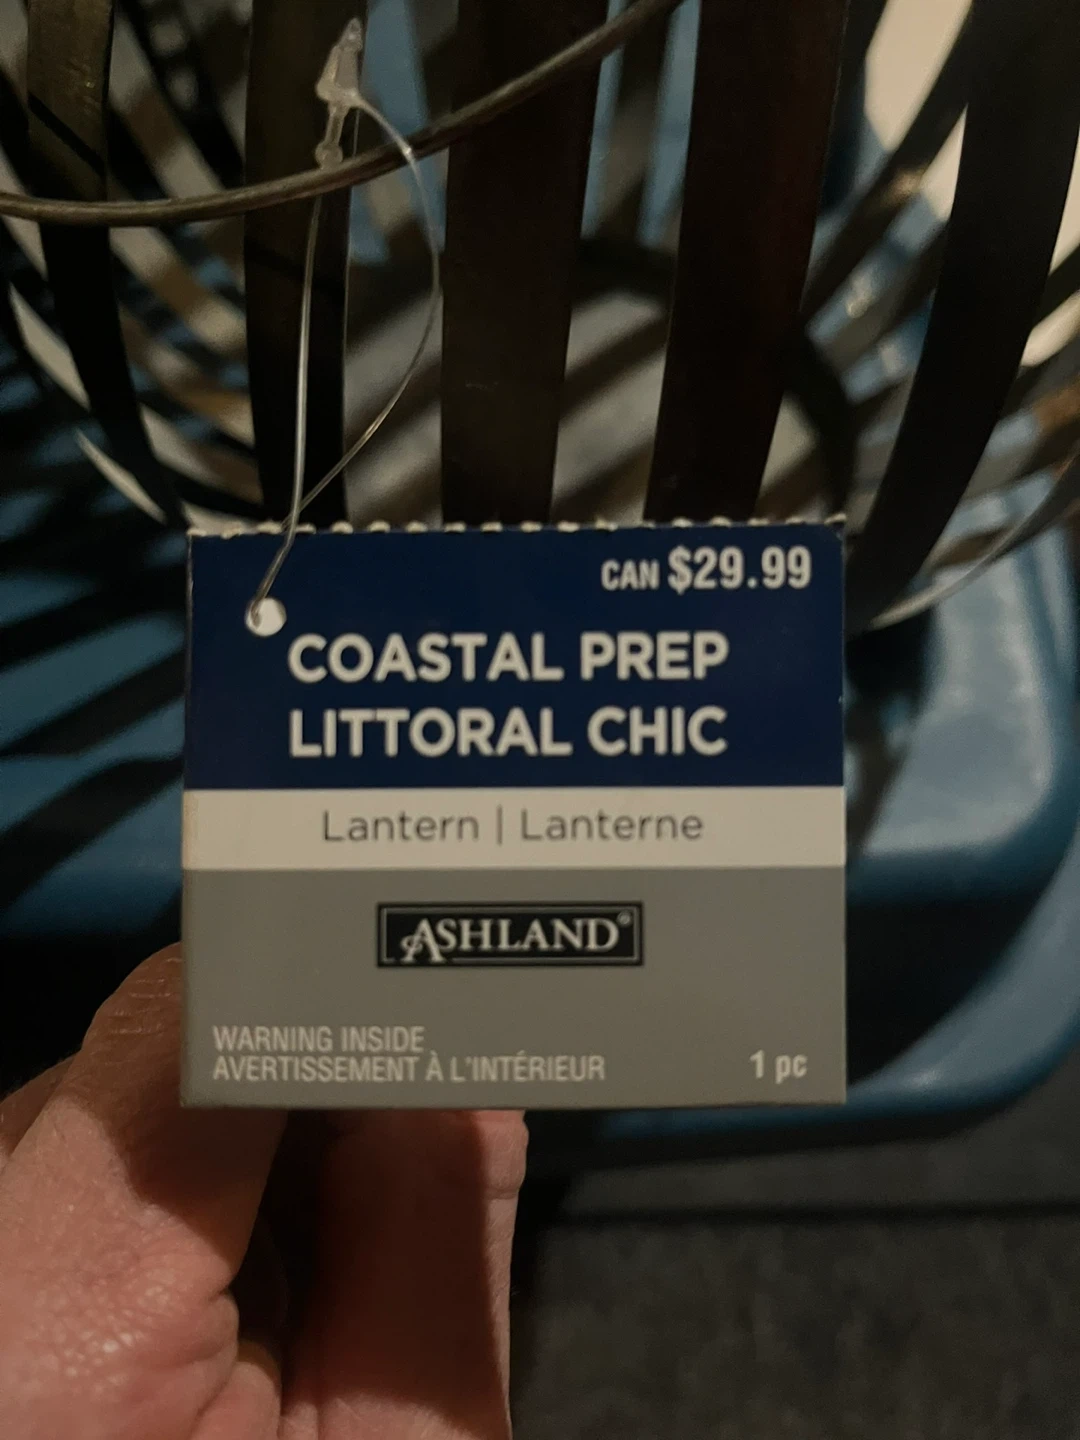 CAN $29.99
COASTAL PREP
LITTORAL CHIC
Lantern | Lanterne
ASHLAND®
WARNING INSIDE
AVERTISSEMENT À L'INTÉRIEUR
1 pc